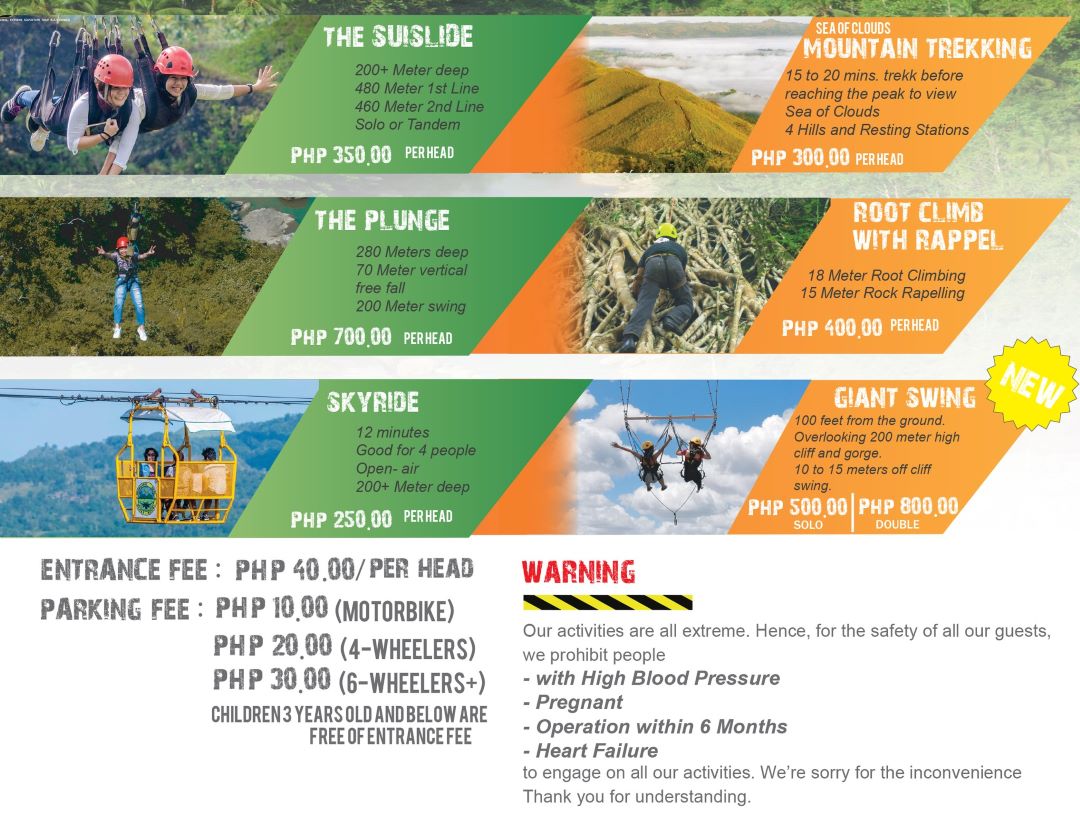 THE SUISLIDE
200+ Meter deep
480 Meter 1st Line
460 Meter 2nd Line
Solo or Tandem
PHP 350.00 PER HEAD
SEA OF CLOUDS
MOUNTAIN TREKKING
15 to 20 mins. trekk before
reaching the peak to view
Sea of Clouds
4 Hills and Resting Stations
PHP 300.00 PER HEAD
THE PLUNGE
280 Meters deep
70 Meter vertical
free fall
200 Meter swing
PHP 700.00 PER HEAD
ROOT CLIMB
WITH RAPPEL
18 Meter Root Climbing
15 Meter Rock Rapelling
PHP 400.00 PER HEAD
SKYRIDE
12 minutes
Good for 4 people
Open- air
200+ Meter deep
PHP 250.00 PER HEAD
NEW
GIANT SWING
100 feet from the ground.
Overlooking 200 meter high
cliff and gorge.
10 to 15 meters off cliff
swing.
PHP 500.00 PHP 800.00
SOLO DOUBLE
ENTRANCE FEE : PHP 40.00/PER HEAD
PARKING FEE : PHP 10.00 (MOTORBIKE)
PHP 20.00 (4-WHEELERS)
PHP 30.00 (6-WHEELERS+)
CHILDREN 3 YEARS OLD AND BELOW ARE
FREE OF ENTRANCE FEE
WARNING
Our activities are all extreme. Hence, for the safety of all our guests,
we prohibit people
- with High Blood Pressure
- Pregnant
- Operation within 6 Months
- Heart Failure
to engage on all our activities. We’re sorry for the inconvenience
Thank you for understanding.